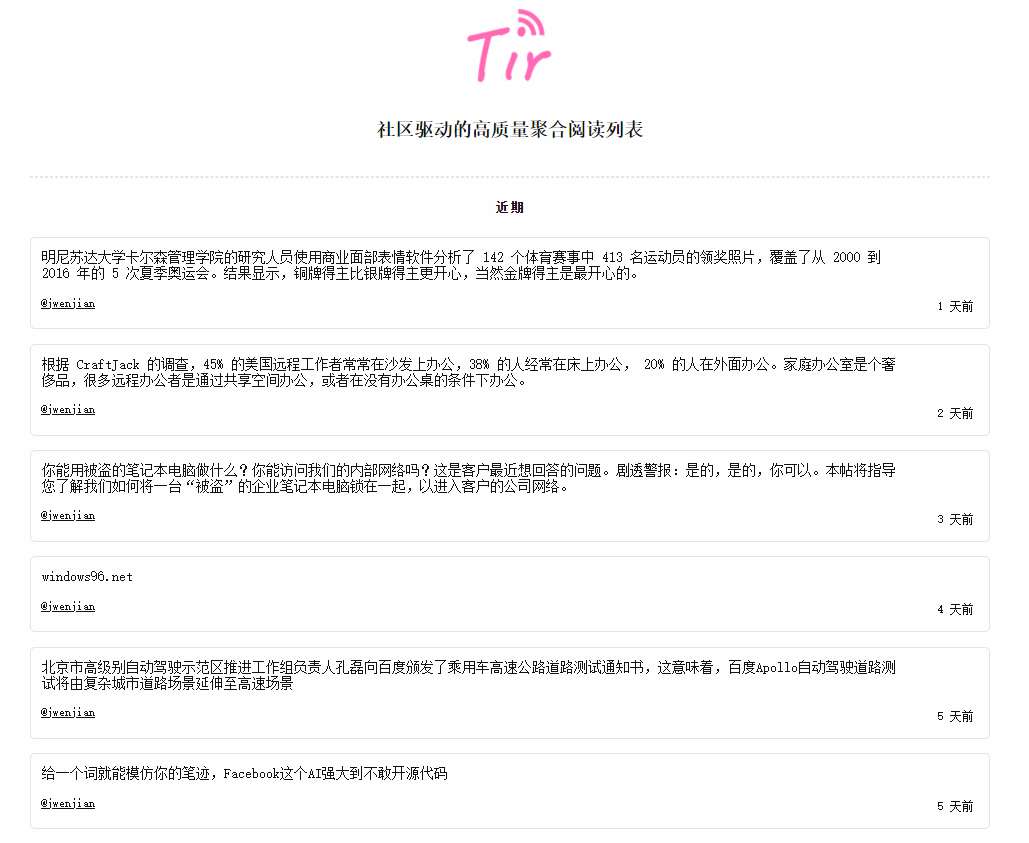 Tir
社区驱动的高质量聚合阅读列表
近期
明尼苏达大学卡尔森管理学院的研究人员使用商业面部表情软件分析了 142 个体育赛事中 413 名运动员的领奖照片，覆盖了从 2000 到
2016 年的 5 次夏季奥运会。结果显示，铜牌得主比银牌得主更开心，当然金牌得主是最开心的。
@jwenjian
1 天前
根据 CraftJack 的调查，45% 的美国远程工作者常常在沙发上办公，38% 的人经常在床上办公， 20% 的人在外面办公。家庭办公室是个奢
侈品，很多远程办公者是通过共享空间办公，或者在没有办公桌的条件下办公。
@jwenjian
2 天前
你能用被盗的笔记本电脑做什么？你能访问我们的内部网络吗？这是客户最近想回答的问题。剧透警报：是的，是的，你可以。本帖将指导
您了解我们如何将一台“被盗”的企业笔记本电脑锁在一起，以进入客户的公司网络。
@jwenjian
3 天前
windows96.net
@jwenjian
4 天前
北京市高级别自动驾驶示范区推进工作组负责人孔磊向百度颁发了乘用车高速公路道路测试通知书，这意味着，百度Apollo自动驾驶道路测
试将由复杂城市道路场景延伸至高速场景
@jwenjian
5 天前
给一个词就能模仿你的笔迹，Facebook这个AI强大到不敢开源代码
@jwenjian
5 天前